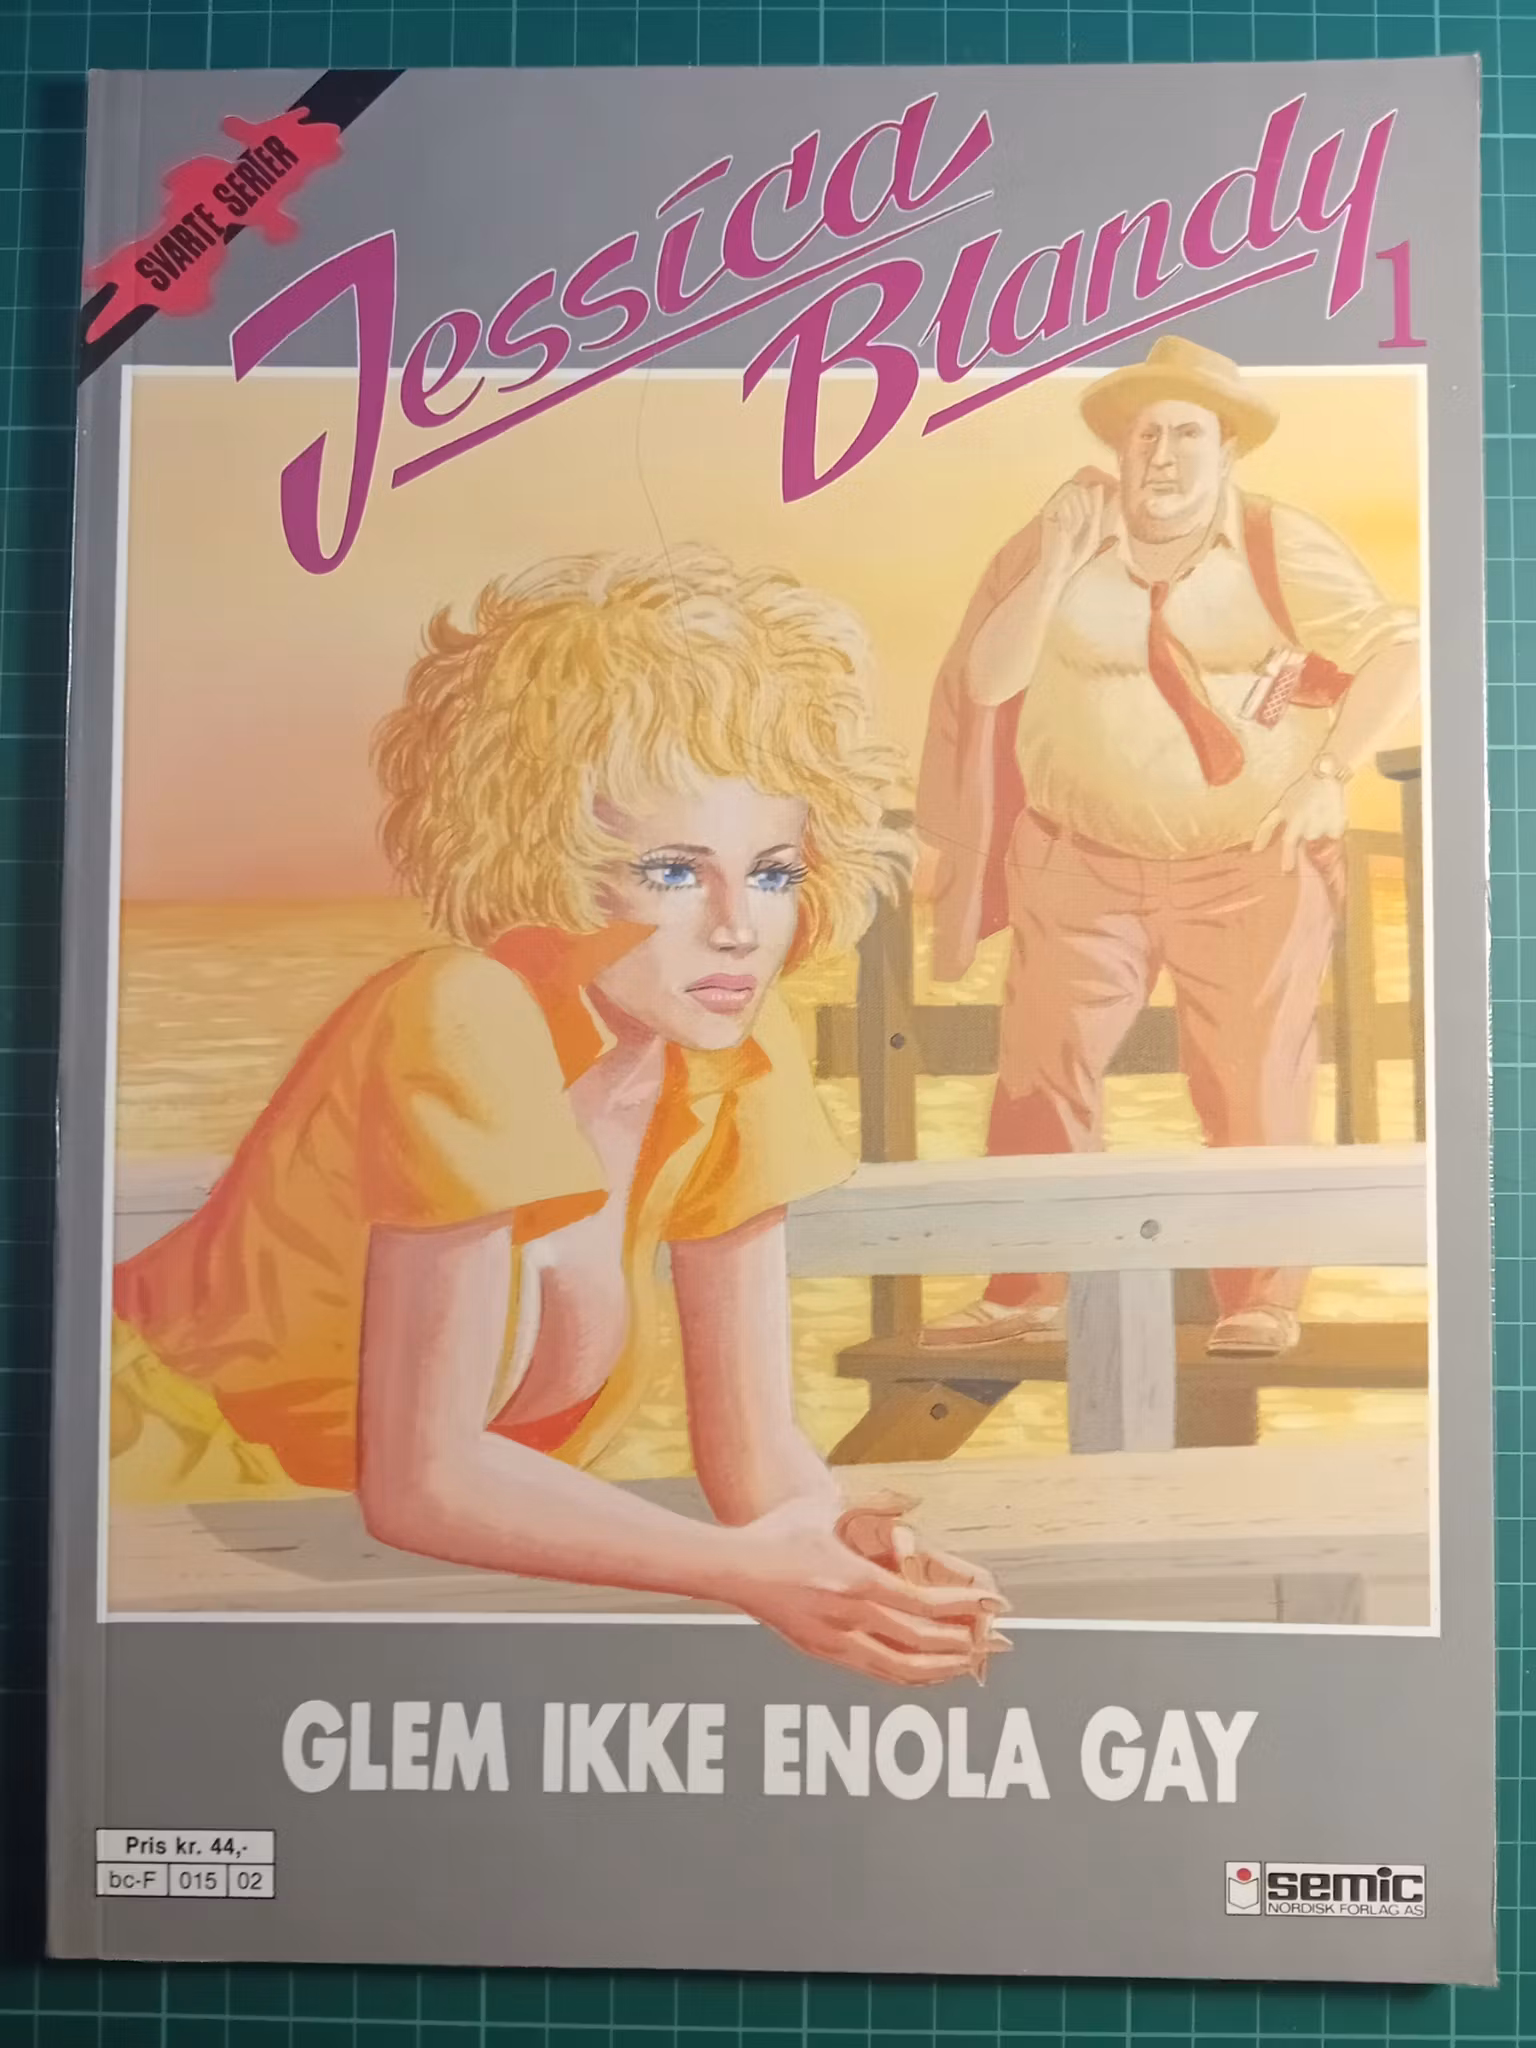 SVARTE SERIER
Jessica
Blandy
1
GLEM IKKE ENOLA GAY
Pris kr. 44,-
bc-F 015 02
semic
NORDISK FORLAG AS